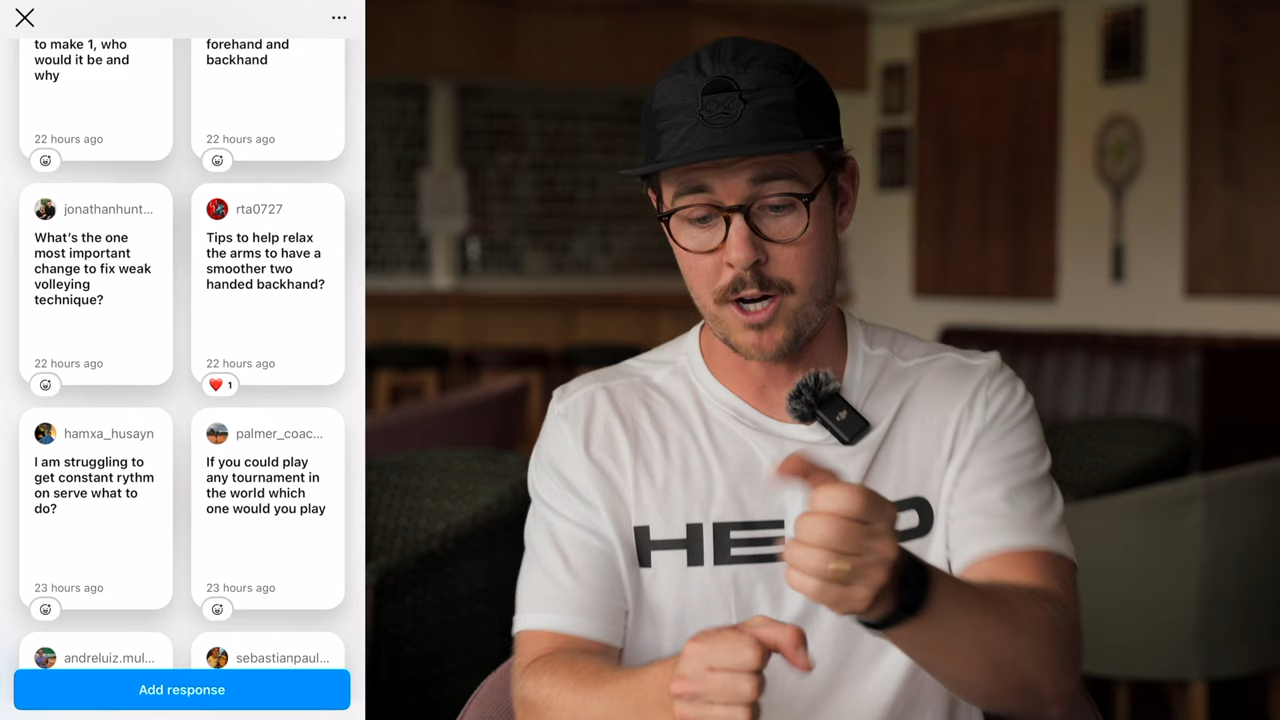 to make 1, who
would it be and
why
22 hours ago
forehand and
backhand
22 hours ago
jonathanhunt...
What's the one
most important
change to fix weak
volleying
technique?
22 hours ago
rta0727
Tips to help relax
the arms to have a
smoother two
handed backhand?
22 hours ago
1
hamxa_husayn
I am struggling to
get constant rythm
on serve what to
do?
23 hours ago
palmer_coac...
If you could play
any tournament in
the world which
one would you play
23 hours ago
andreluiz.mul...
sebastianpaul...
Add response
dji
HE D